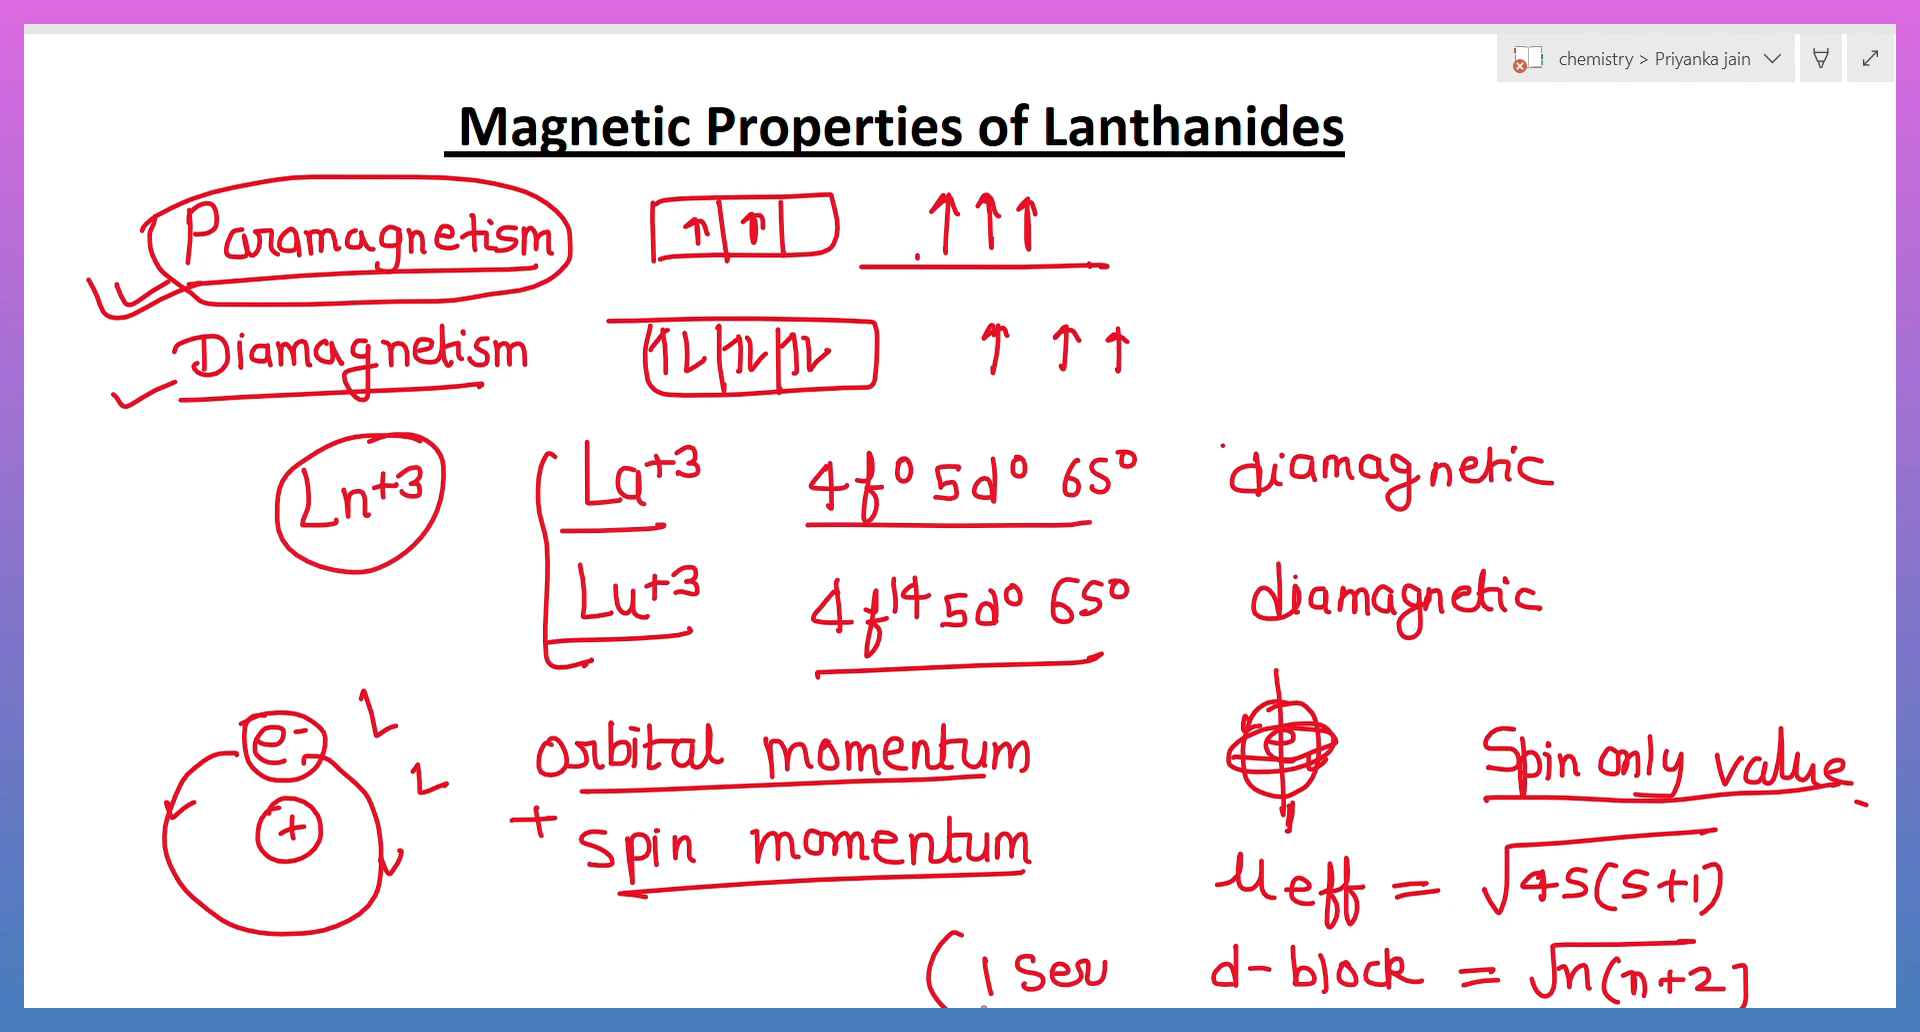 chemistry > Priyanka jain
Magnetic Properties of Lanthanides
Paramagnetism ↑ ↑ ↑ ↑ ↑
Diamagnetism ↑↓ ↑↓ ↑↓ ↑ ↑ ↑
Ln+3 La+3 4f⁰ 5d⁰ 6s⁰ diamagnetic
Lu+3 4f¹⁴ 5d⁰ 6s⁰ diamagnetic
e⁻ orbital momentum Spin only value
+ + spin momentum
μeff = √4s(s+1)
(1 d-block = √n(n+2)